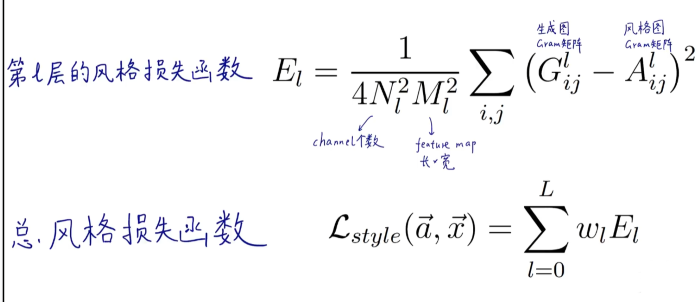 生成图 风格图
Gram矩阵 Gram矩阵
第l层的风格损失函数 E_l = \frac{1}{4N_l^2 M_l^2} \sum_{i,j} (G_{ij}^l - A_{ij}^l)^2
channel个数 feature map
长×宽
总.风格损失函数 \mathcal{L}_{style}(\vec{a}, \vec{x}) = \sum_{l=0}^{L} w_l E_l